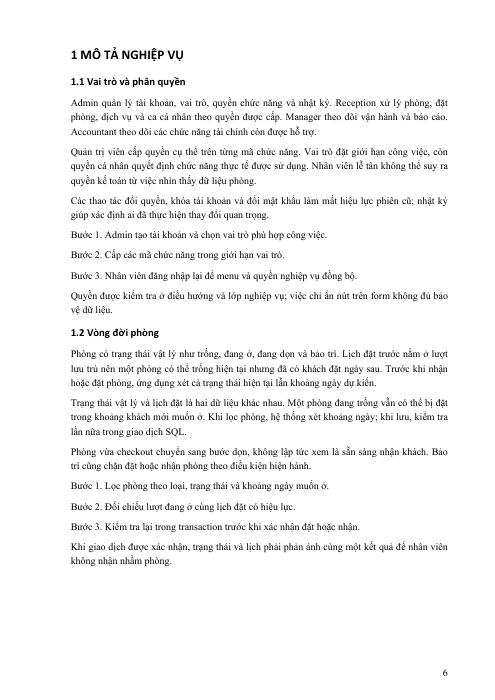 1 MÔ TẢ NGHIỆP VỤ
1.1 Vai trò và phân quyền
Admin quản lý tài khoản, vai trò, quyền chức năng và nhật ký. Reception xử lý phòng, đặt
phòng, dịch vụ và ca cá nhân theo quyền được cấp. Manager theo dõi vận hành và báo cáo.
Accountant theo dõi các chức năng tài chính còn được hỗ trợ.
Quản trị viên cấp quyền cụ thể trên từng mã chức năng. Vai trò đặt giới hạn công việc, còn
quyền cá nhân quyết định chức năng thực tế được sử dụng. Nhân viên lễ tân không thể suy ra
quyền kế toán từ việc nhìn thấy dữ liệu phòng.
Các thao tác đổi quyền, khóa tài khoản và đổi mật khẩu làm mất hiệu lực phiên cũ; nhật ký
giúp xác định ai đã thực hiện thay đổi quan trọng.
Bước 1. Admin tạo tài khoản và chọn vai trò phù hợp công việc.
Bước 2. Cấp các mã chức năng trong giới hạn vai trò.
Bước 3. Nhân viên đăng nhập lại để menu và quyền nghiệp vụ đồng bộ.
Quyền được kiểm tra ở điều hướng và lớp nghiệp vụ; việc chỉ ẩn nút trên form không đủ bảo
vệ dữ liệu.
1.2 Vòng đời phòng
Phòng có trạng thái vật lý như trống, đang ở, đang dọn và bảo trì. Lịch đặt trước nằm ở lượt
lưu trú nên một phòng có thể trống hiện tại nhưng đã có khách đặt ngày sau. Trước khi nhận
hoặc đặt phòng, ứng dụng xét cả trạng thái hiện tại lẫn khoảng ngày dự kiến.
Trạng thái vật lý và lịch đặt là hai dữ liệu khác nhau. Một phòng đang trống vẫn có thể bị đặt
trong khoảng khách mới muốn ở. Khi lọc phòng, hệ thống xét khoảng ngày; khi lưu, kiểm tra
lần nữa trong giao dịch SQL.
Phòng vừa checkout chuyển sang bước dọn, không lập tức xem là sẵn sàng nhận khách. Bảo
trì cũng chặn đặt hoặc nhận phòng theo điều kiện hiện hành.
Bước 1. Lọc phòng theo loại, trạng thái và khoảng ngày muốn ở.
Bước 2. Đối chiếu lượt đang ở cùng lịch đặt có hiệu lực.
Bước 3. Kiểm tra lại trong transaction trước khi xác nhận đặt hoặc nhận.
Khi giao dịch được xác nhận, trạng thái và lịch phải phản ánh cùng một kết quả để nhân viên
không nhận nhầm phòng.
6